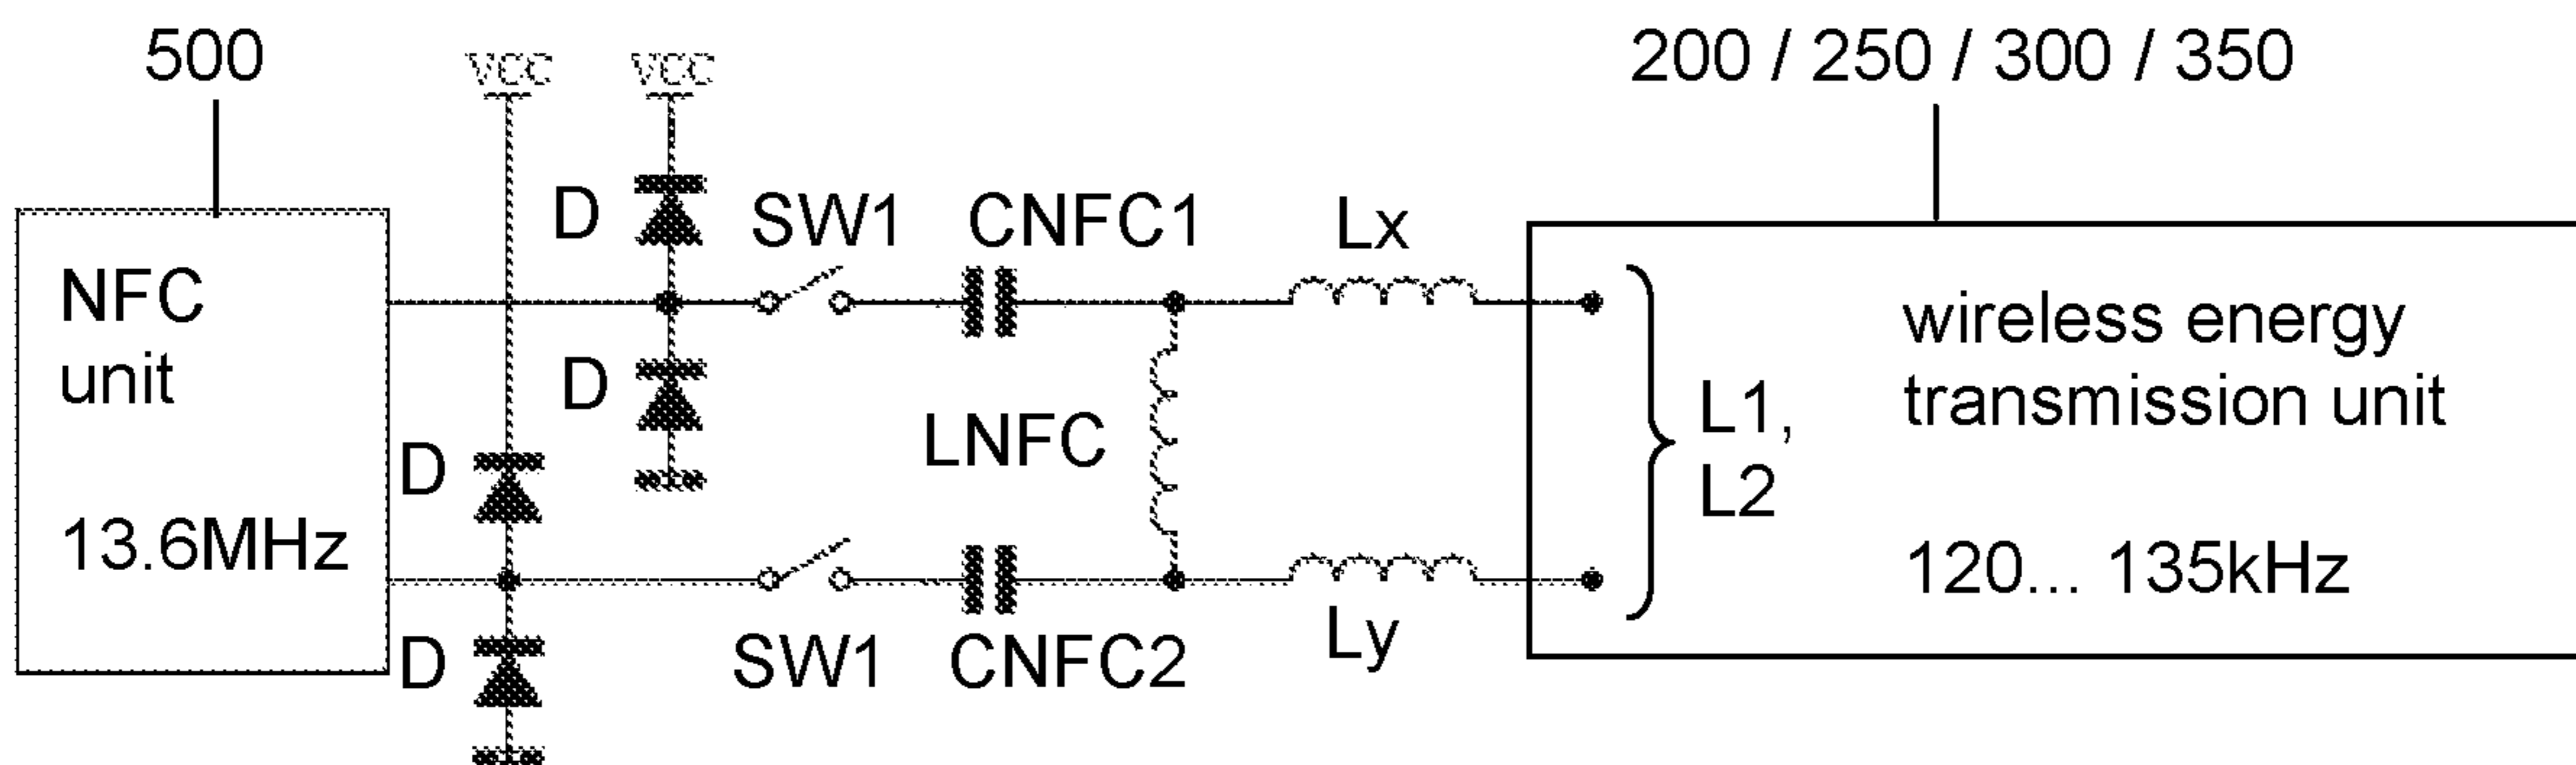 500
VCC
VCC
200 / 250 / 300 / 350
D
SW1
CNFC1
Lx
NFC
unit
13.6MHz
D
LNFC
D
D
SW1
CNFC2
Ly
L1,
L2
wireless energy
transmission unit
120... 135kHz